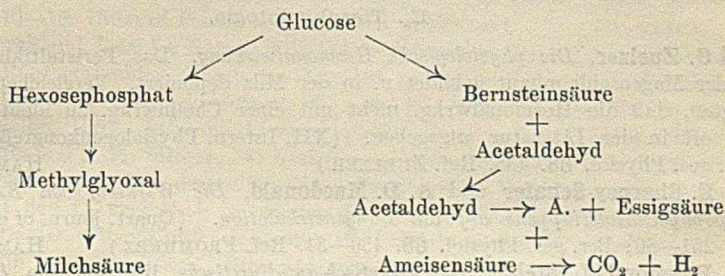 Glucose
Hexosephosphat
Bernsteinsäure
+
Acetaldehyd
Methylglyoxal
Acetaldehyd → A. + Essigsäure
+
Milchsäure
Ameisensäure → CO₂ + H₂